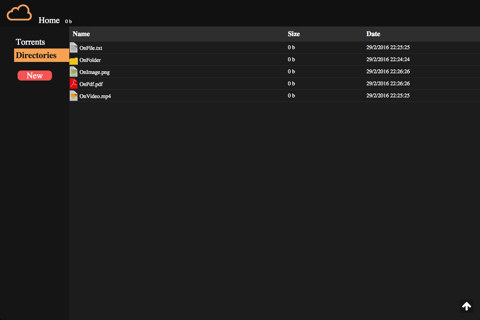 Home 0 b
Torrents
Directories
New
Name Size Date
OnFile.txt 0 b 29/2/2016 22:25:25
OnFolder 0 b 29/2/2016 22:24:24
OnImage.png 0 b 29/2/2016 22:26:26
OnPdf.pdf 0 b 29/2/2016 22:26:26
OnVideo.mp4 0 b 29/2/2016 22:25:25